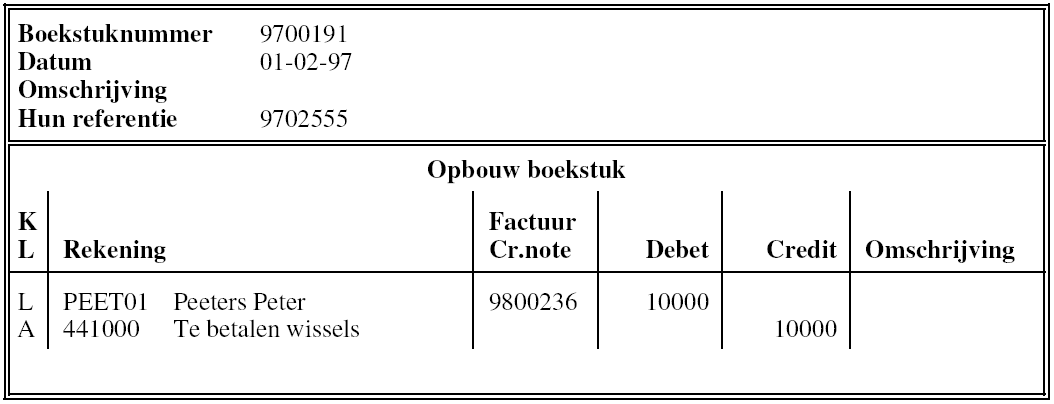 Boekstuknummer 9700191
Datum 01-02-97
Omschrijving
Hun referentie 9702555
Opbouw boekstuk
K Factuur
L Rekening Cr.note Debet Credit Omschrijving
L PEET01 Peeters Peter 9800236 10000
A 441000 Te betalen wissels 10000